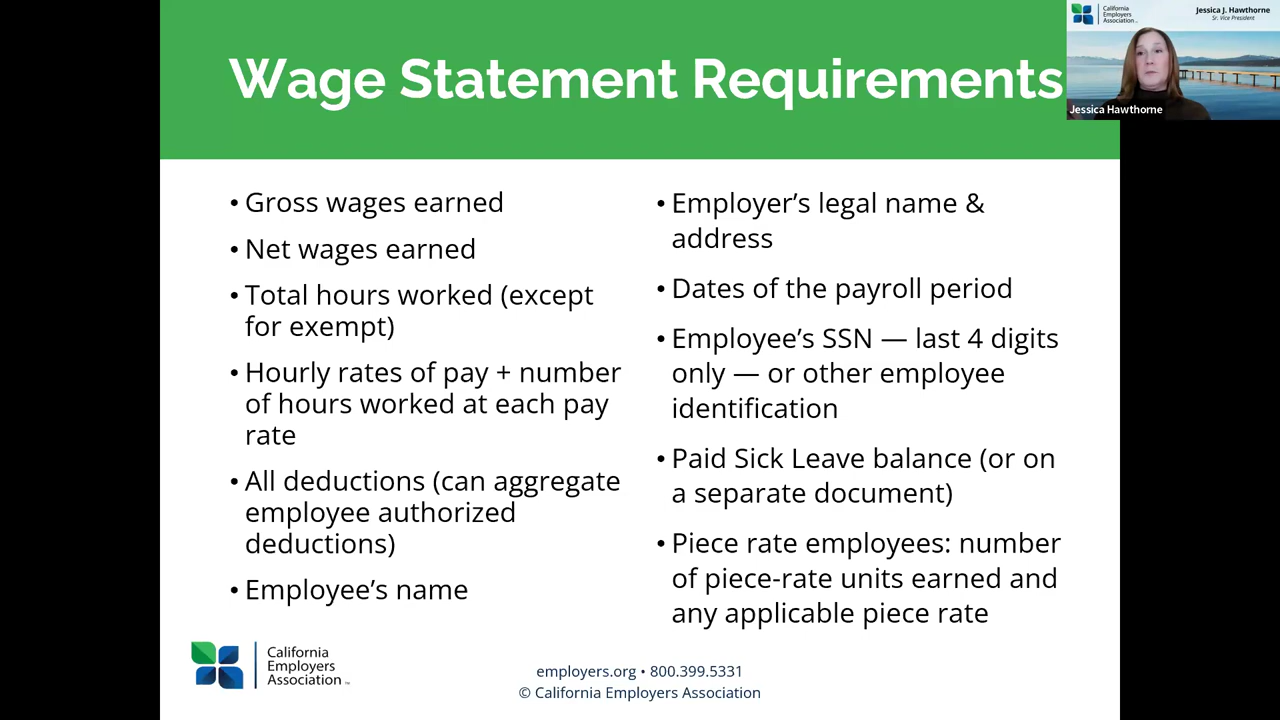 Wage Statement Requirements
California
Employers
Association
Jessica J. Hawthorne
Sr. Vice President
Jessica Hawthorne
• Gross wages earned
• Net wages earned
• Total hours worked (except
for exempt)
• Hourly rates of pay + number
of hours worked at each pay
rate
• All deductions (can aggregate
employee authorized
deductions)
• Employee’s name
• Employer’s legal name &
address
• Dates of the payroll period
• Employee’s SSN — last 4 digits
only — or other employee
identification
• Paid Sick Leave balance (or on
a separate document)
• Piece rate employees: number
of piece-rate units earned and
any applicable piece rate
California
Employers
Association™
employers.org • 800.399.5331
© California Employers Association